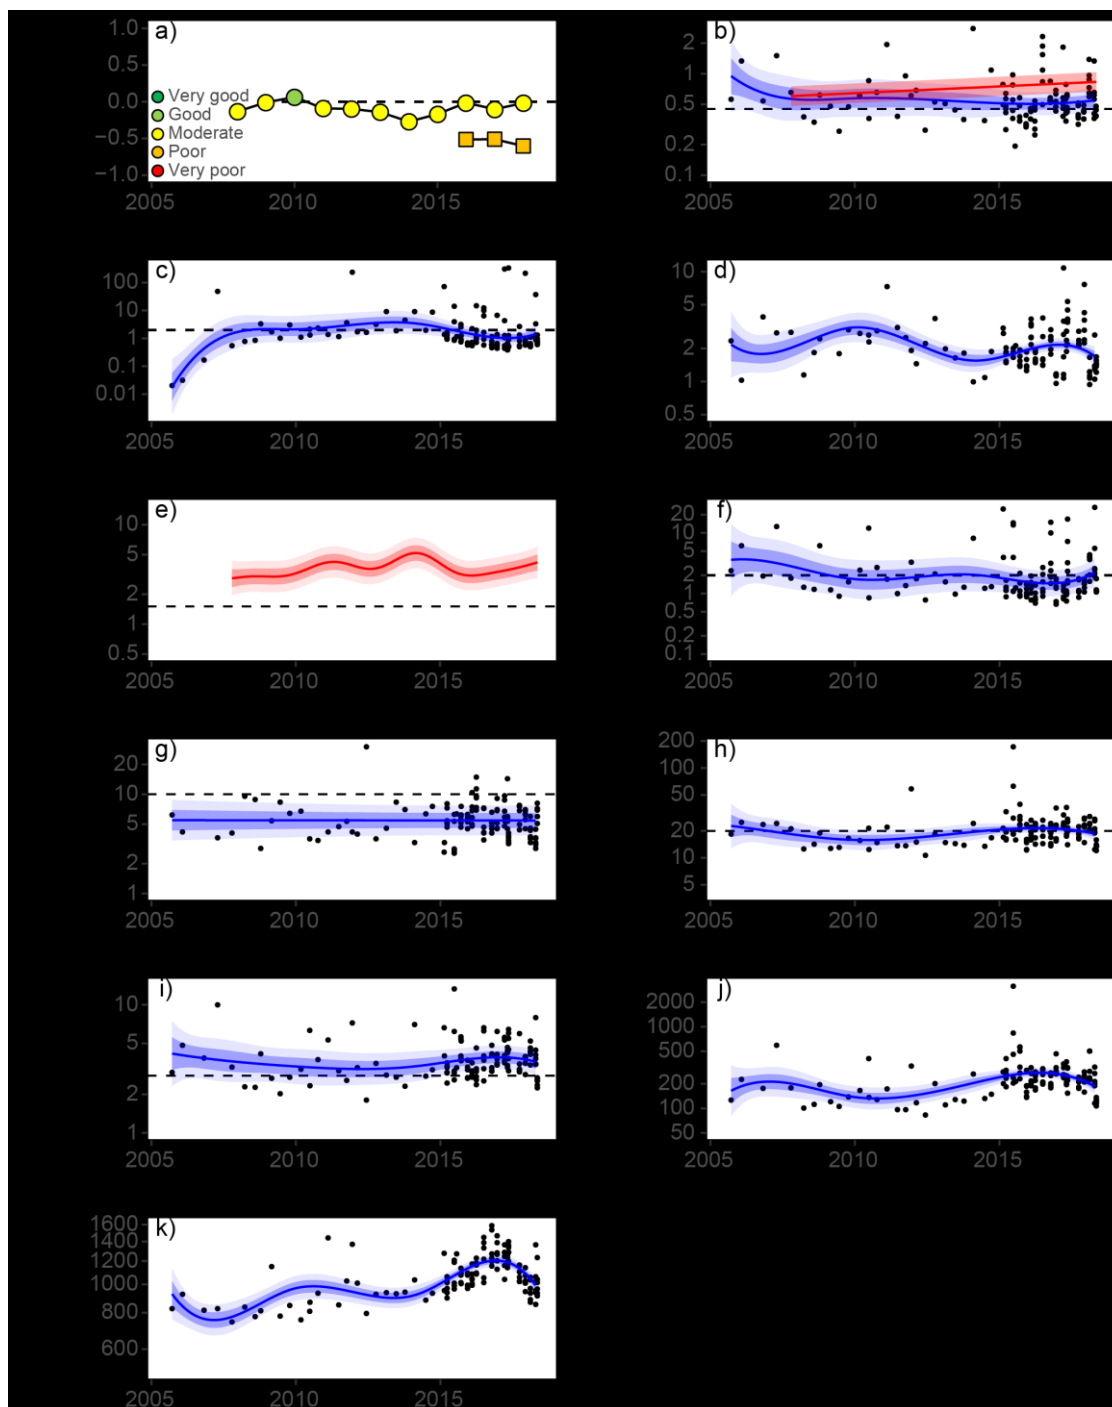 a)
1.0
0.5
0.0
−0.5
−1.0
Very good
Good
Moderate
Poor
Very poor
2005 2010 2015
b)
2
1
0.5
0.2
0.1
2005 2010 2015
c)
100
10
1
0.1
0.01
2005 2010 2015
d)
10
5
2
1
0.5
2005 2010 2015
e)
10
5
2
1
0.5
2005 2010 2015
f)
20
10
5
2
1
0.5
0.2
0.1
2005 2010 2015
g)
20
10
5
2
1
2005 2010 2015
h)
200
100
50
20
10
5
2005 2010 2015
i)
10
5
2
1
2005 2010 2015
j)
2000
1000
500
200
100
50
2005 2010 2015
k)
1600
1400
1200
1000
800
600
2005 2010 2015